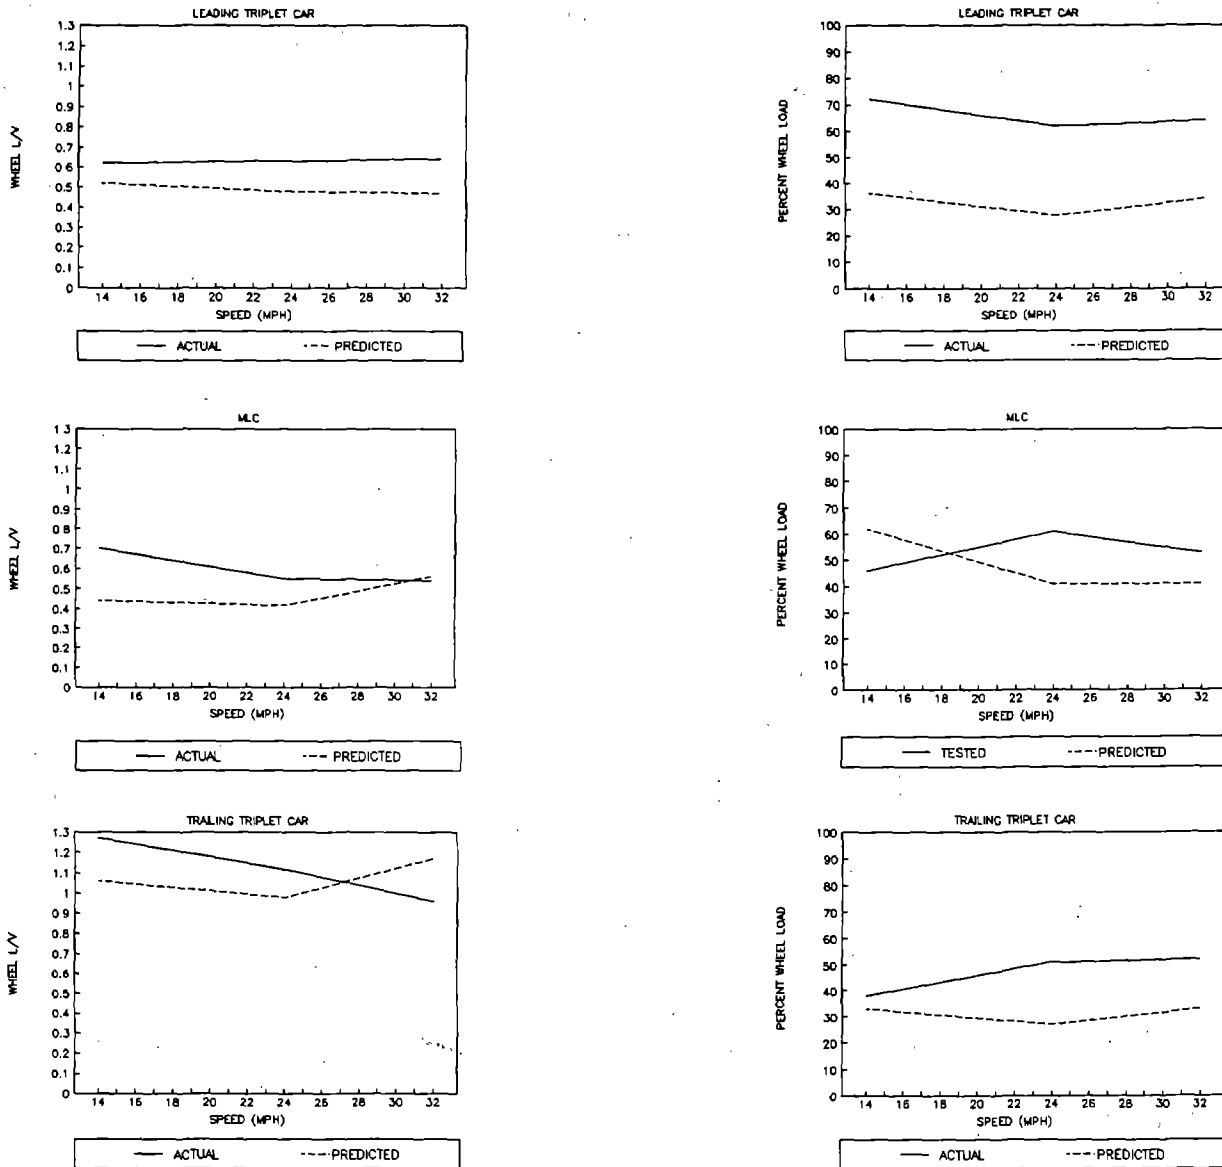 LEADING TRIPLET CAR
WHEEL L/V
1.3
1.2
1.1
1
0.9
0.8
0.7
0.6
0.5
0.4
0.3
0.2
0.1
0
14 16 18 20 22 24 26 28 30 32
SPEED (MPH)
ACTUAL PREDICTED
LEADING TRIPLET CAR
PERCENT WHEEL LOAD
100
90
80
70
60
50
40
30
20
10
0
14 16 18 20 22 24 26 28 30 32
SPEED (MPH)
ACTUAL PREDICTED
MLC
WHEEL L/V
1.3
1.2
1.1
1
0.9
0.8
0.7
0.6
0.5
0.4
0.3
0.2
0.1
0
14 16 18 20 22 24 26 28 30 32
SPEED (MPH)
ACTUAL PREDICTED
MLC
PERCENT WHEEL LOAD
100
90
80
70
60
50
40
30
20
10
0
14 16 18 20 22 24 26 28 30 32
SPEED (MPH)
TESTED PREDICTED
TRAILING TRIPLET CAR
WHEEL L/V
1.3
1.2
1.1
1
0.9
0.8
0.7
0.6
0.5
0.4
0.3
0.2
0.1
0
14 16 18 20 22 24 26 28 30 32
SPEED (MPH)
ACTUAL PREDICTED
TRAILING TRIPLET CAR
PERCENT WHEEL LOAD
100
90
80
70
60
50
40
30
20
10
0
14 16 18 20 22 24 26 28 30 32
SPEED (MPH)
ACTUAL PREDICTED